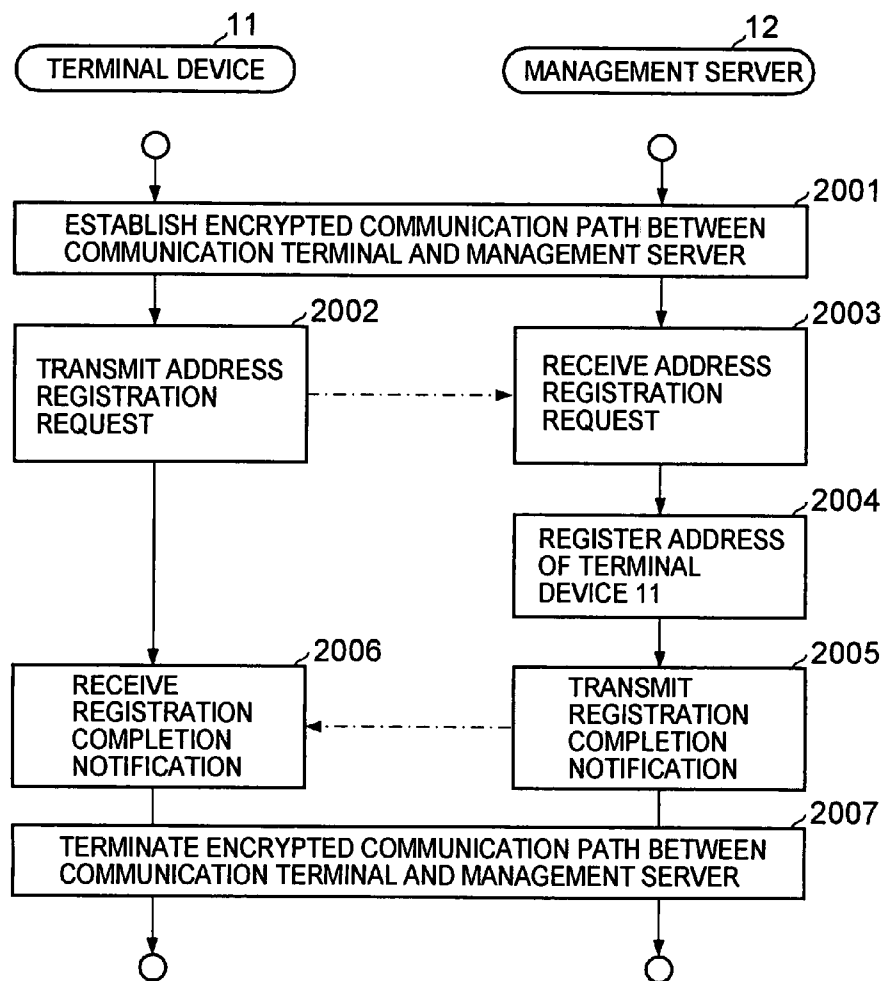 11
TERMINAL DEVICE
12
MANAGEMENT SERVER
2001
ESTABLISH ENCRYPTED COMMUNICATION PATH BETWEEN
COMMUNICATION TERMINAL AND MANAGEMENT SERVER
2002
TRANSMIT ADDRESS
REGISTRATION
REQUEST
2003
RECEIVE ADDRESS
REGISTRATION
REQUEST
2004
REGISTER ADDRESS
OF TERMINAL
DEVICE 11
2006
RECEIVE
REGISTRATION
COMPLETION
NOTIFICATION
2005
TRANSMIT
REGISTRATION
COMPLETION
NOTIFICATION
2007
TERMINATE ENCRYPTED COMMUNICATION PATH BETWEEN
COMMUNICATION TERMINAL AND MANAGEMENT SERVER